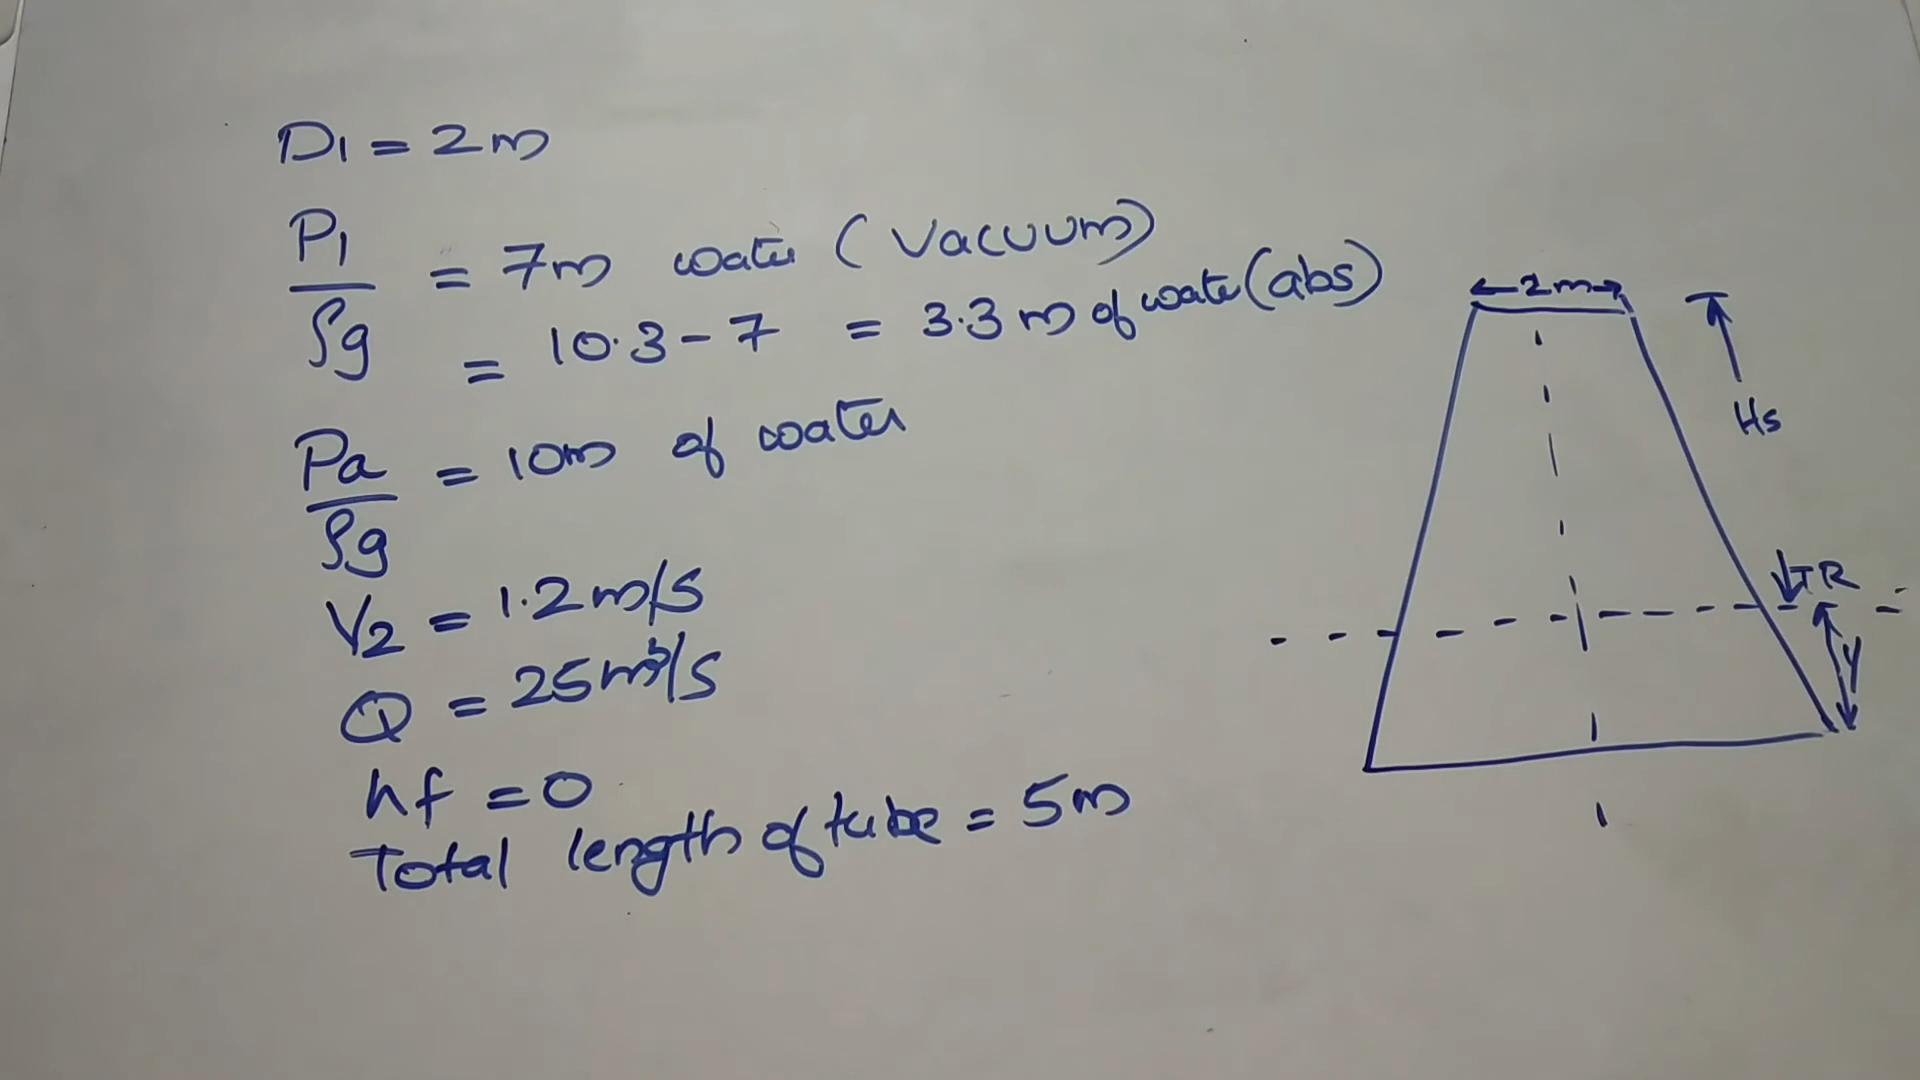 D1 = 2m
P1/ρg = 7m water (Vacuum)
= 10.3 - 7 = 3.3 m of water (abs)
Pa/ρg = 10m of water
V2 = 1.2 m/s
Q = 25 m³/s
hf = 0
Total length of tube = 5m
2m
Hs
TR
y